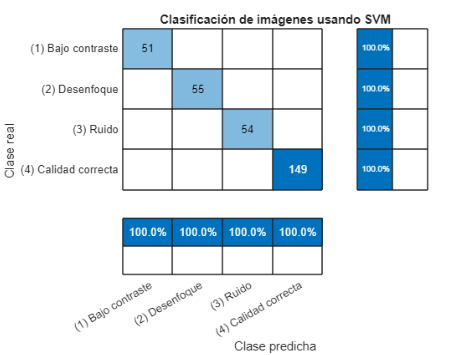 Clasificación de imágenes usando SVM
(1) Bajo contraste 51 100.0%
(2) Desenfoque 55 100.0%
(3) Ruido 54 100.0%
(4) Calidad correcta 149 100.0%
Clase real
100.0% 100.0% 100.0% 100.0%
(1) Bajo contraste
(2) Desenfoque
(3) Ruido
(4) Calidad correcta
Clase predicha